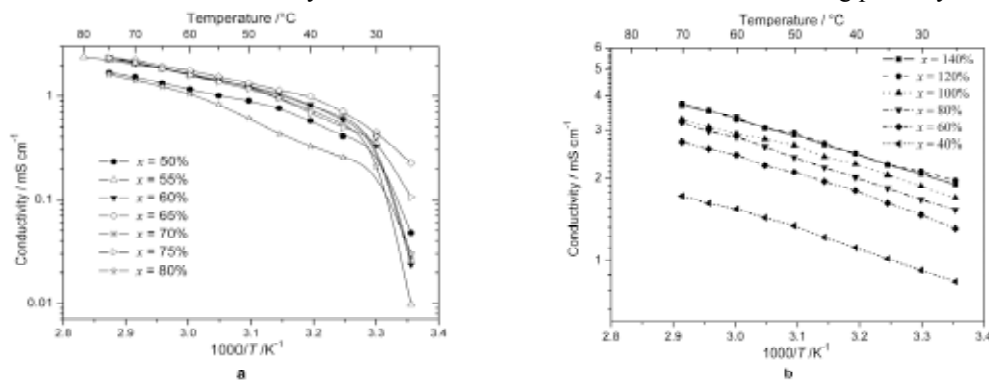 Temperature / °C
80 70 60 50 40 30
Conductivity / mS cm⁻¹
1
0.1
0.01
x = 50%
x = 55%
x = 60%
x = 65%
x = 70%
x = 75%
x = 80%
2.8 2.9 3.0 3.1 3.2 3.3 3.4
1000/T /K⁻¹
a
Temperature / °C
80 70 60 50 40 30
Conductivity / mS cm⁻¹
6
5
4
3
2
1
x = 140%
x = 120%
x = 100%
x = 80%
x = 60%
x = 40%
2.8 2.9 3.0 3.1 3.2 3.3 3.4
1000/T /K⁻¹
b